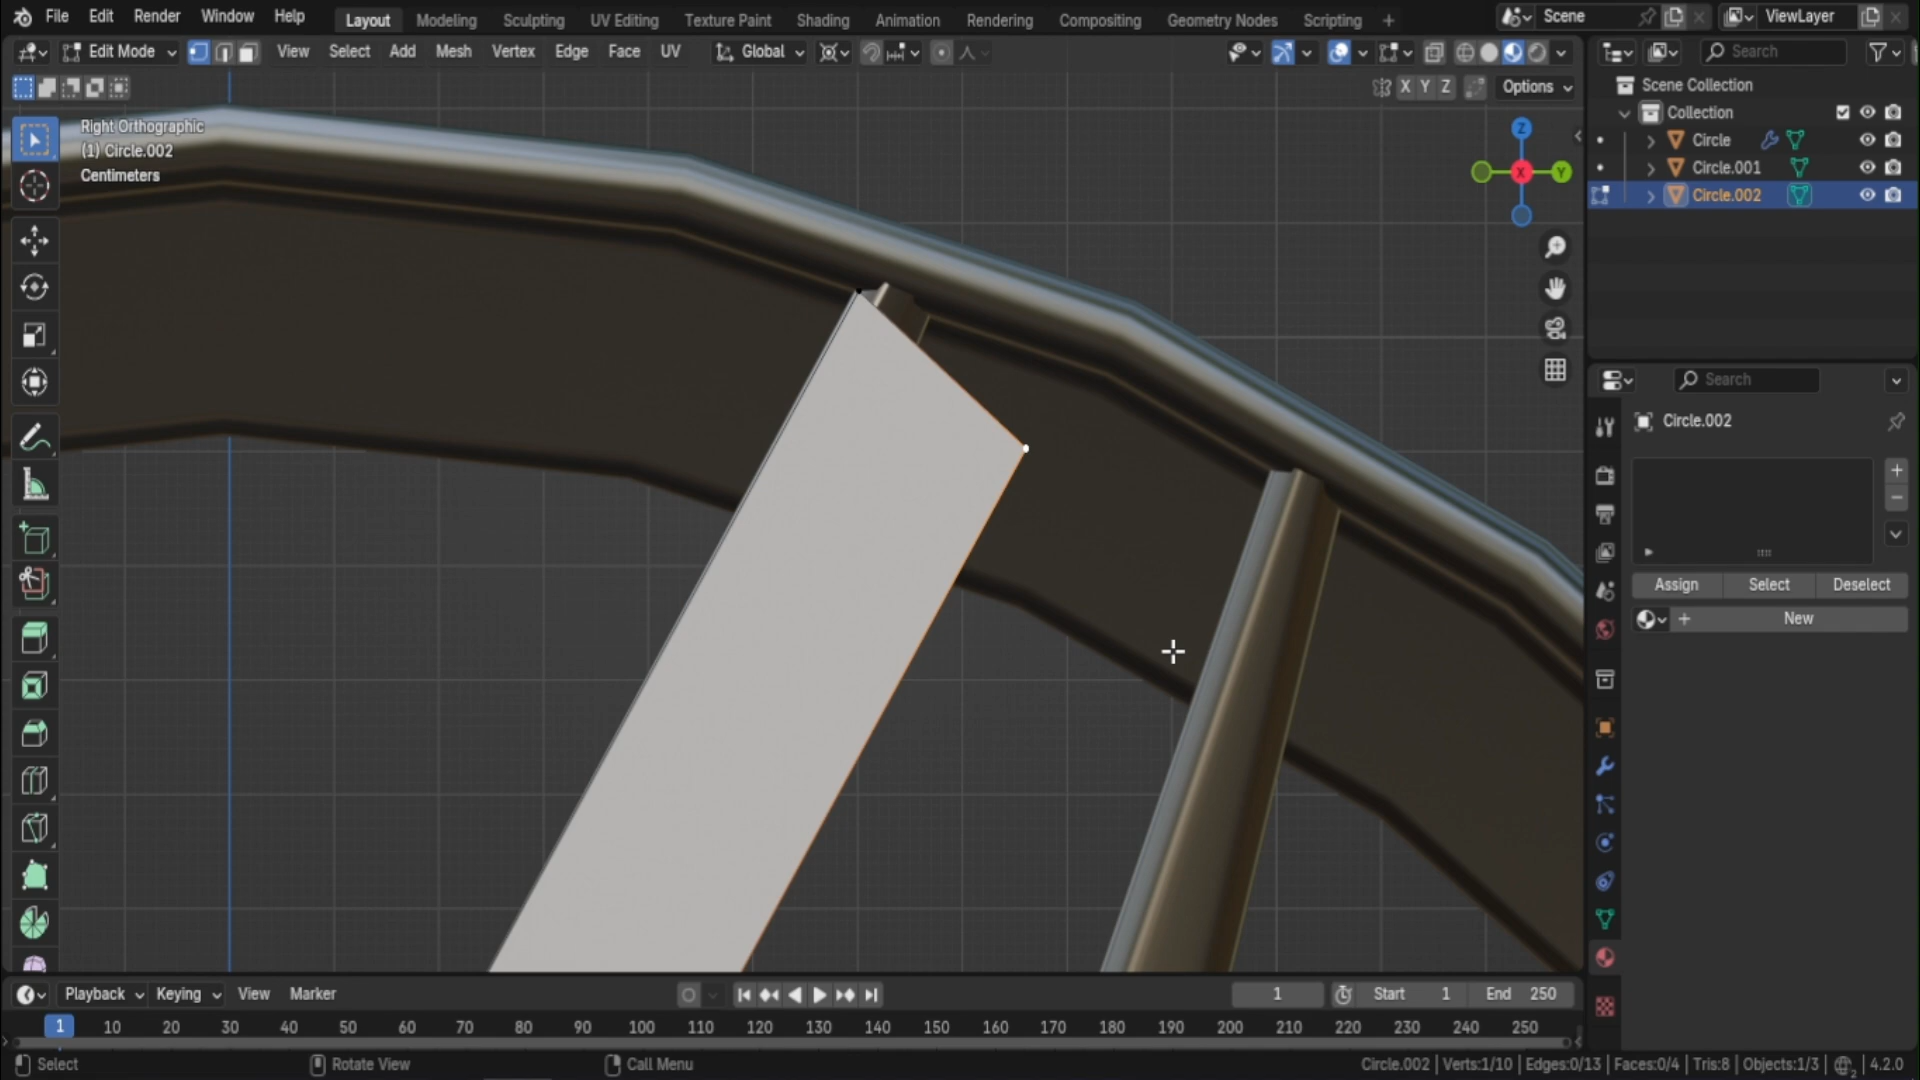 File Edit Render Window Help Layout Modeling Sculpting UV Editing Texture Paint Shading Animation Rendering Compositing Geometry Nodes Scripting + Scene ViewLayer
Edit Mode View Select Add Mesh Vertex Edge Face UV Global Search
X Y Z Options
Scene Collection
Collection
Circle
Circle.001
Circle.002
Right Orthographic
(1) Circle.002
Centimeters
Z
X Y
Search
Circle.002
Assign Select Deselect
New
Playback Keying View Marker 1 Start 1 End 250
1 10 20 30 40 50 60 70 80 90 100 110 120 130 140 150 160 170 180 190 200 210 220 230 240 250
Select Rotate View Call Menu Circle.002 | Verts:1/10 | Edges:0/13 | Faces:0/4 | Tris:8 | Objects:1/3 | 4.2.0